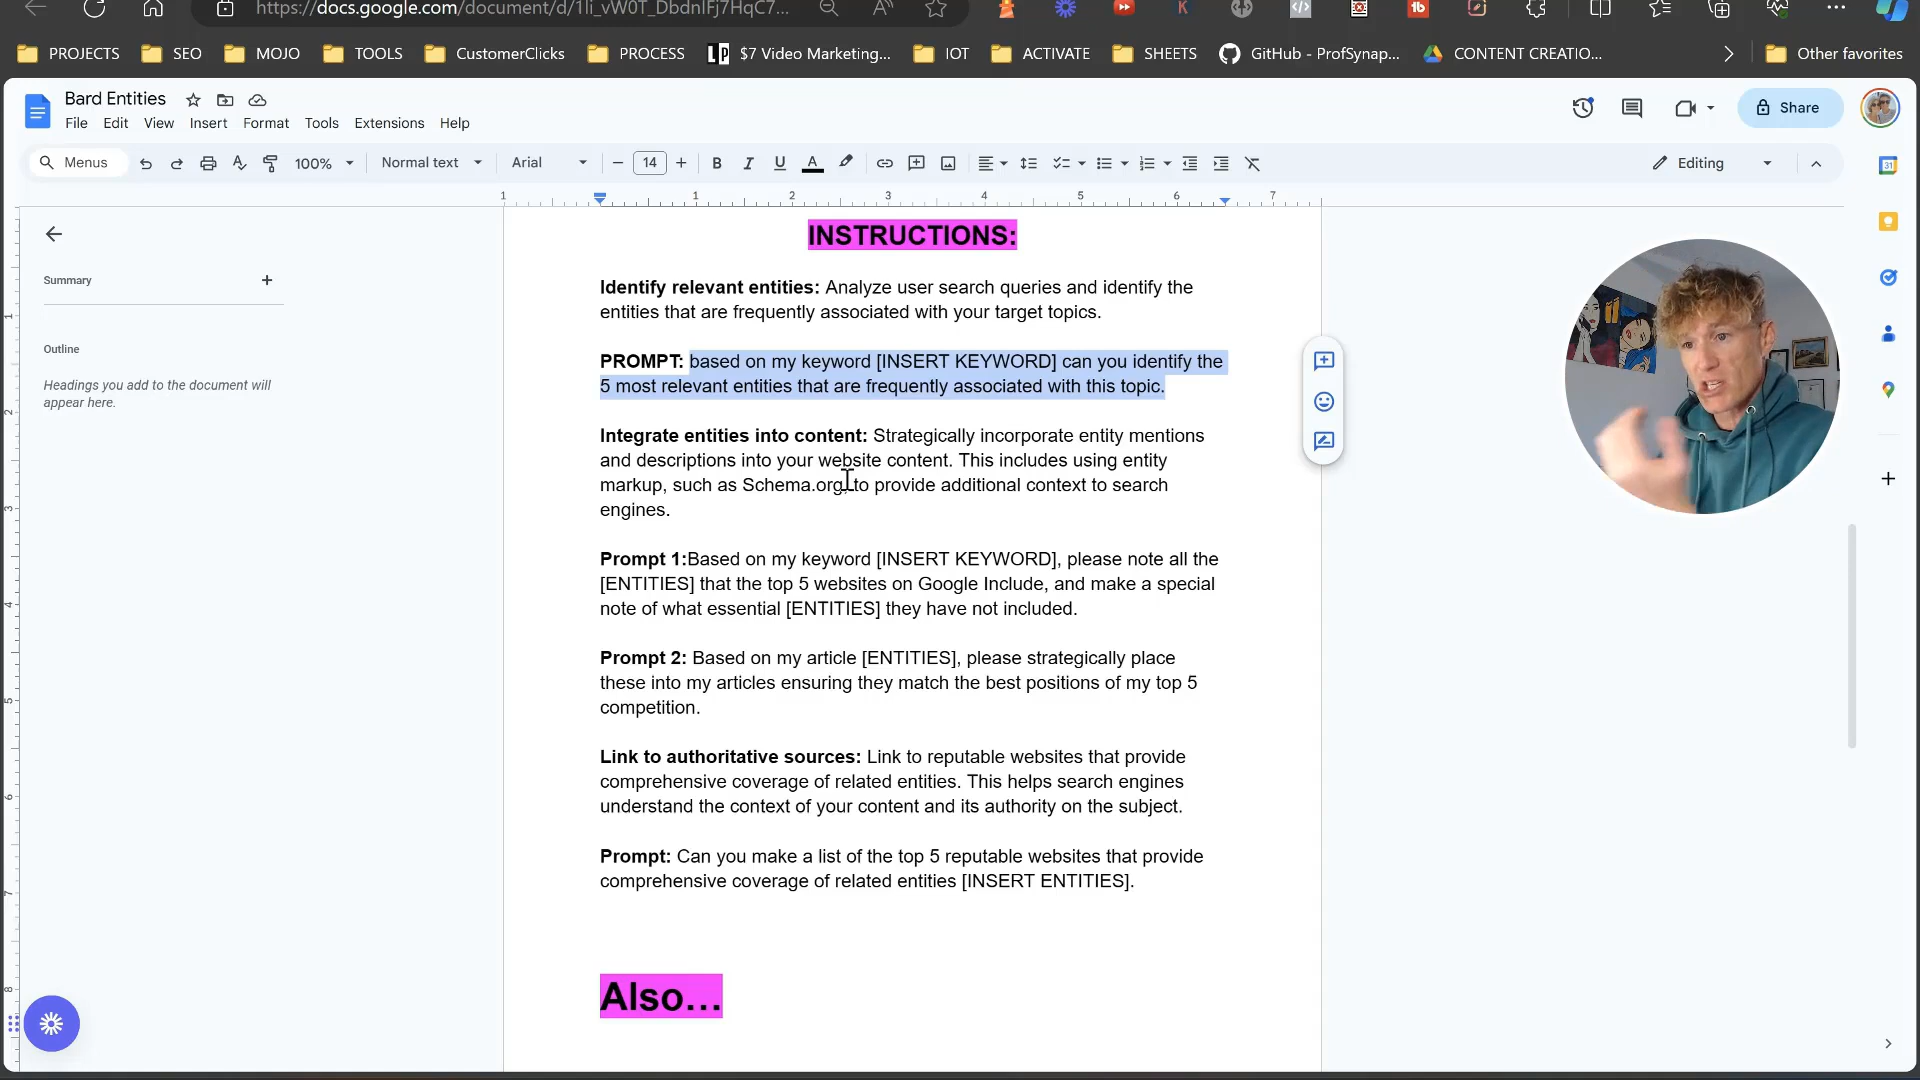 https://docs.google.com/document/d/1li_vW0T_DbdnIFj7HqC7...
PROJECTS SEO MOJO TOOLS CustomerClicks PROCESS $7 Video Marketing... IOT ACTIVATE SHEETS GitHub - ProfSynap... CONTENT CREATIO... Other favorites
Bard Entities
File Edit View Insert Format Tools Extensions Help
Share
Menus 100% Normal text Arial 14 Editing
1 1 2 3 4 5 6 7
INSTRUCTIONS:
Summary
Outline
Headings you add to the document will
appear here.
Identify relevant entities: Analyze user search queries and identify the
entities that are frequently associated with your target topics.
PROMPT: based on my keyword [INSERT KEYWORD] can you identify the
5 most relevant entities that are frequently associated with this topic.
Integrate entities into content: Strategically incorporate entity mentions
and descriptions into your website content. This includes using entity
markup, such as Schema.org, to provide additional context to search
engines.
Prompt 1:Based on my keyword [INSERT KEYWORD], please note all the
[ENTITIES] that the top 5 websites on Google Include, and make a special
note of what essential [ENTITIES] they have not included.
Prompt 2: Based on my article [ENTITIES], please strategically place
these into my articles ensuring they match the best positions of my top 5
competition.
Link to authoritative sources: Link to reputable websites that provide
comprehensive coverage of related entities. This helps search engines
understand the context of your content and its authority on the subject.
Prompt: Can you make a list of the top 5 reputable websites that provide
comprehensive coverage of related entities [INSERT ENTITIES].
Also...